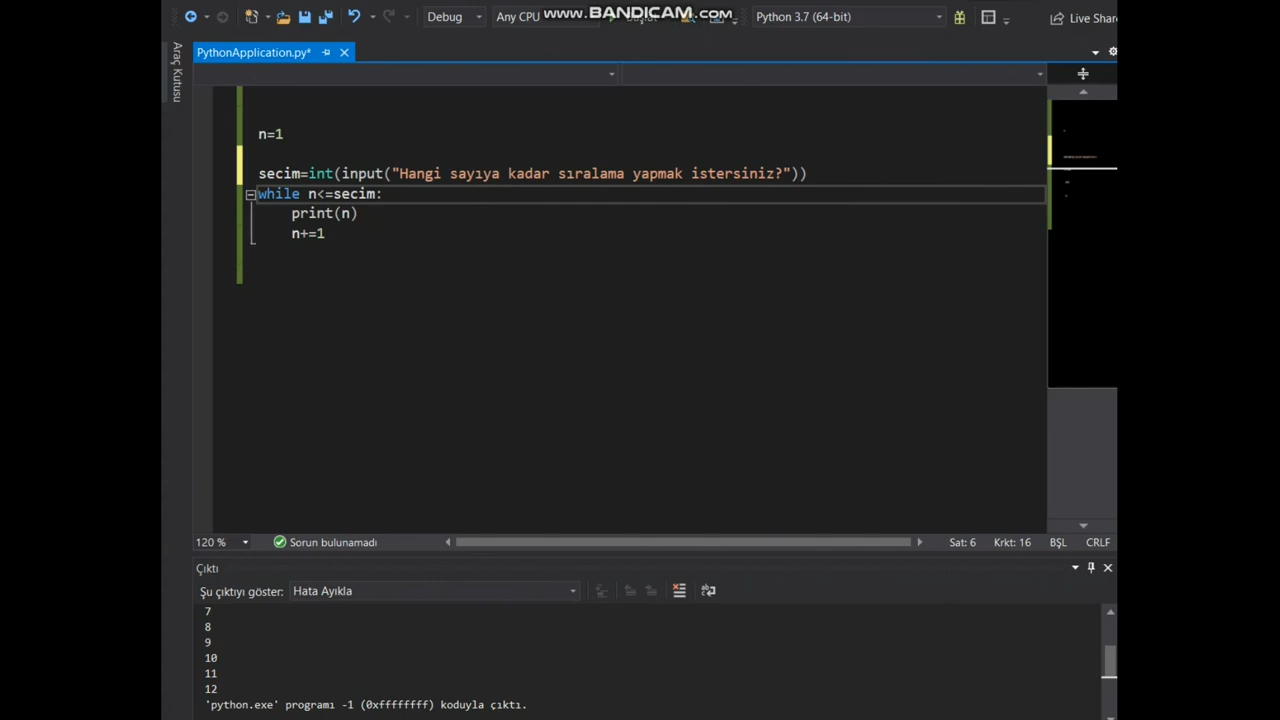 www.BANDICAM.com
Debug
Any CPU
Python 3.7 (64-bit)
Live Share
PythonApplication.py*
Araç Kutusu
n=1
secim=int(input("Hangi sayıya kadar sıralama yapmak istersiniz?"))
while n<=secim:
print(n)
n+=1
120 %
Sorun bulunamadı
Sat: 6
Krkt: 16
BŞL
CRLF
Çıktı
Şu çıktıyı göster:
Hata Ayıkla
7
8
9
10
11
12
'python.exe' programı -1 (0xffffffff) koduyla çıktı.